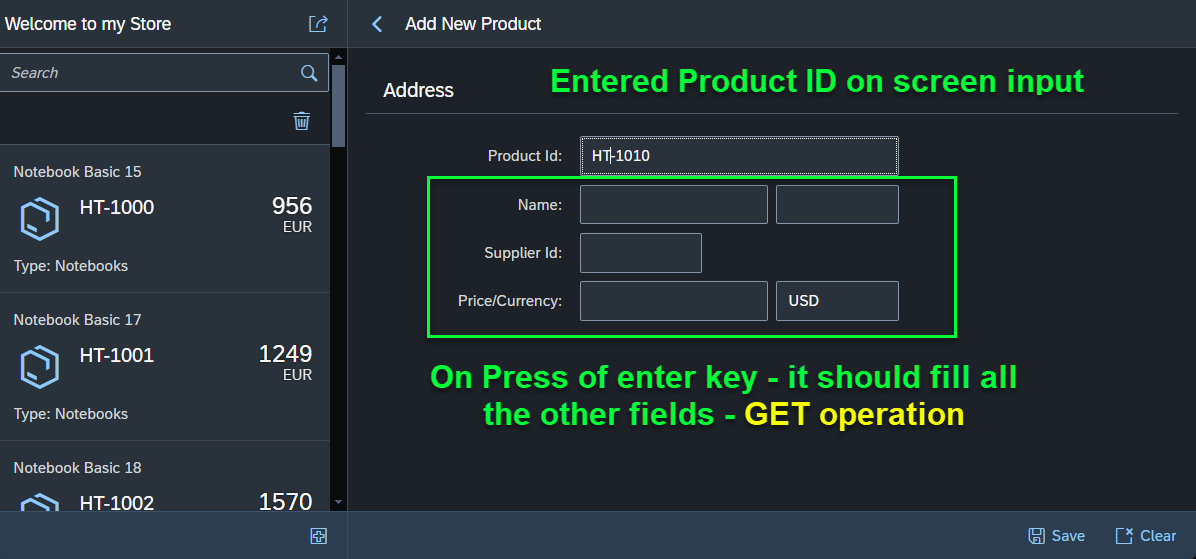 Welcome to my Store
Add New Product
Search
Address
Entered Product ID on screen input
Notebook Basic 15
HT-1000
956
EUR
Type: Notebooks
Notebook Basic 17
HT-1001
1249
EUR
Type: Notebooks
Notebook Basic 18
HT-1002
1570
Product Id:
HT-1010
Name:
Supplier Id:
Price/Currency:
USD
On Press of enter key - it should fill all
the other fields - GET operation
Save
Clear